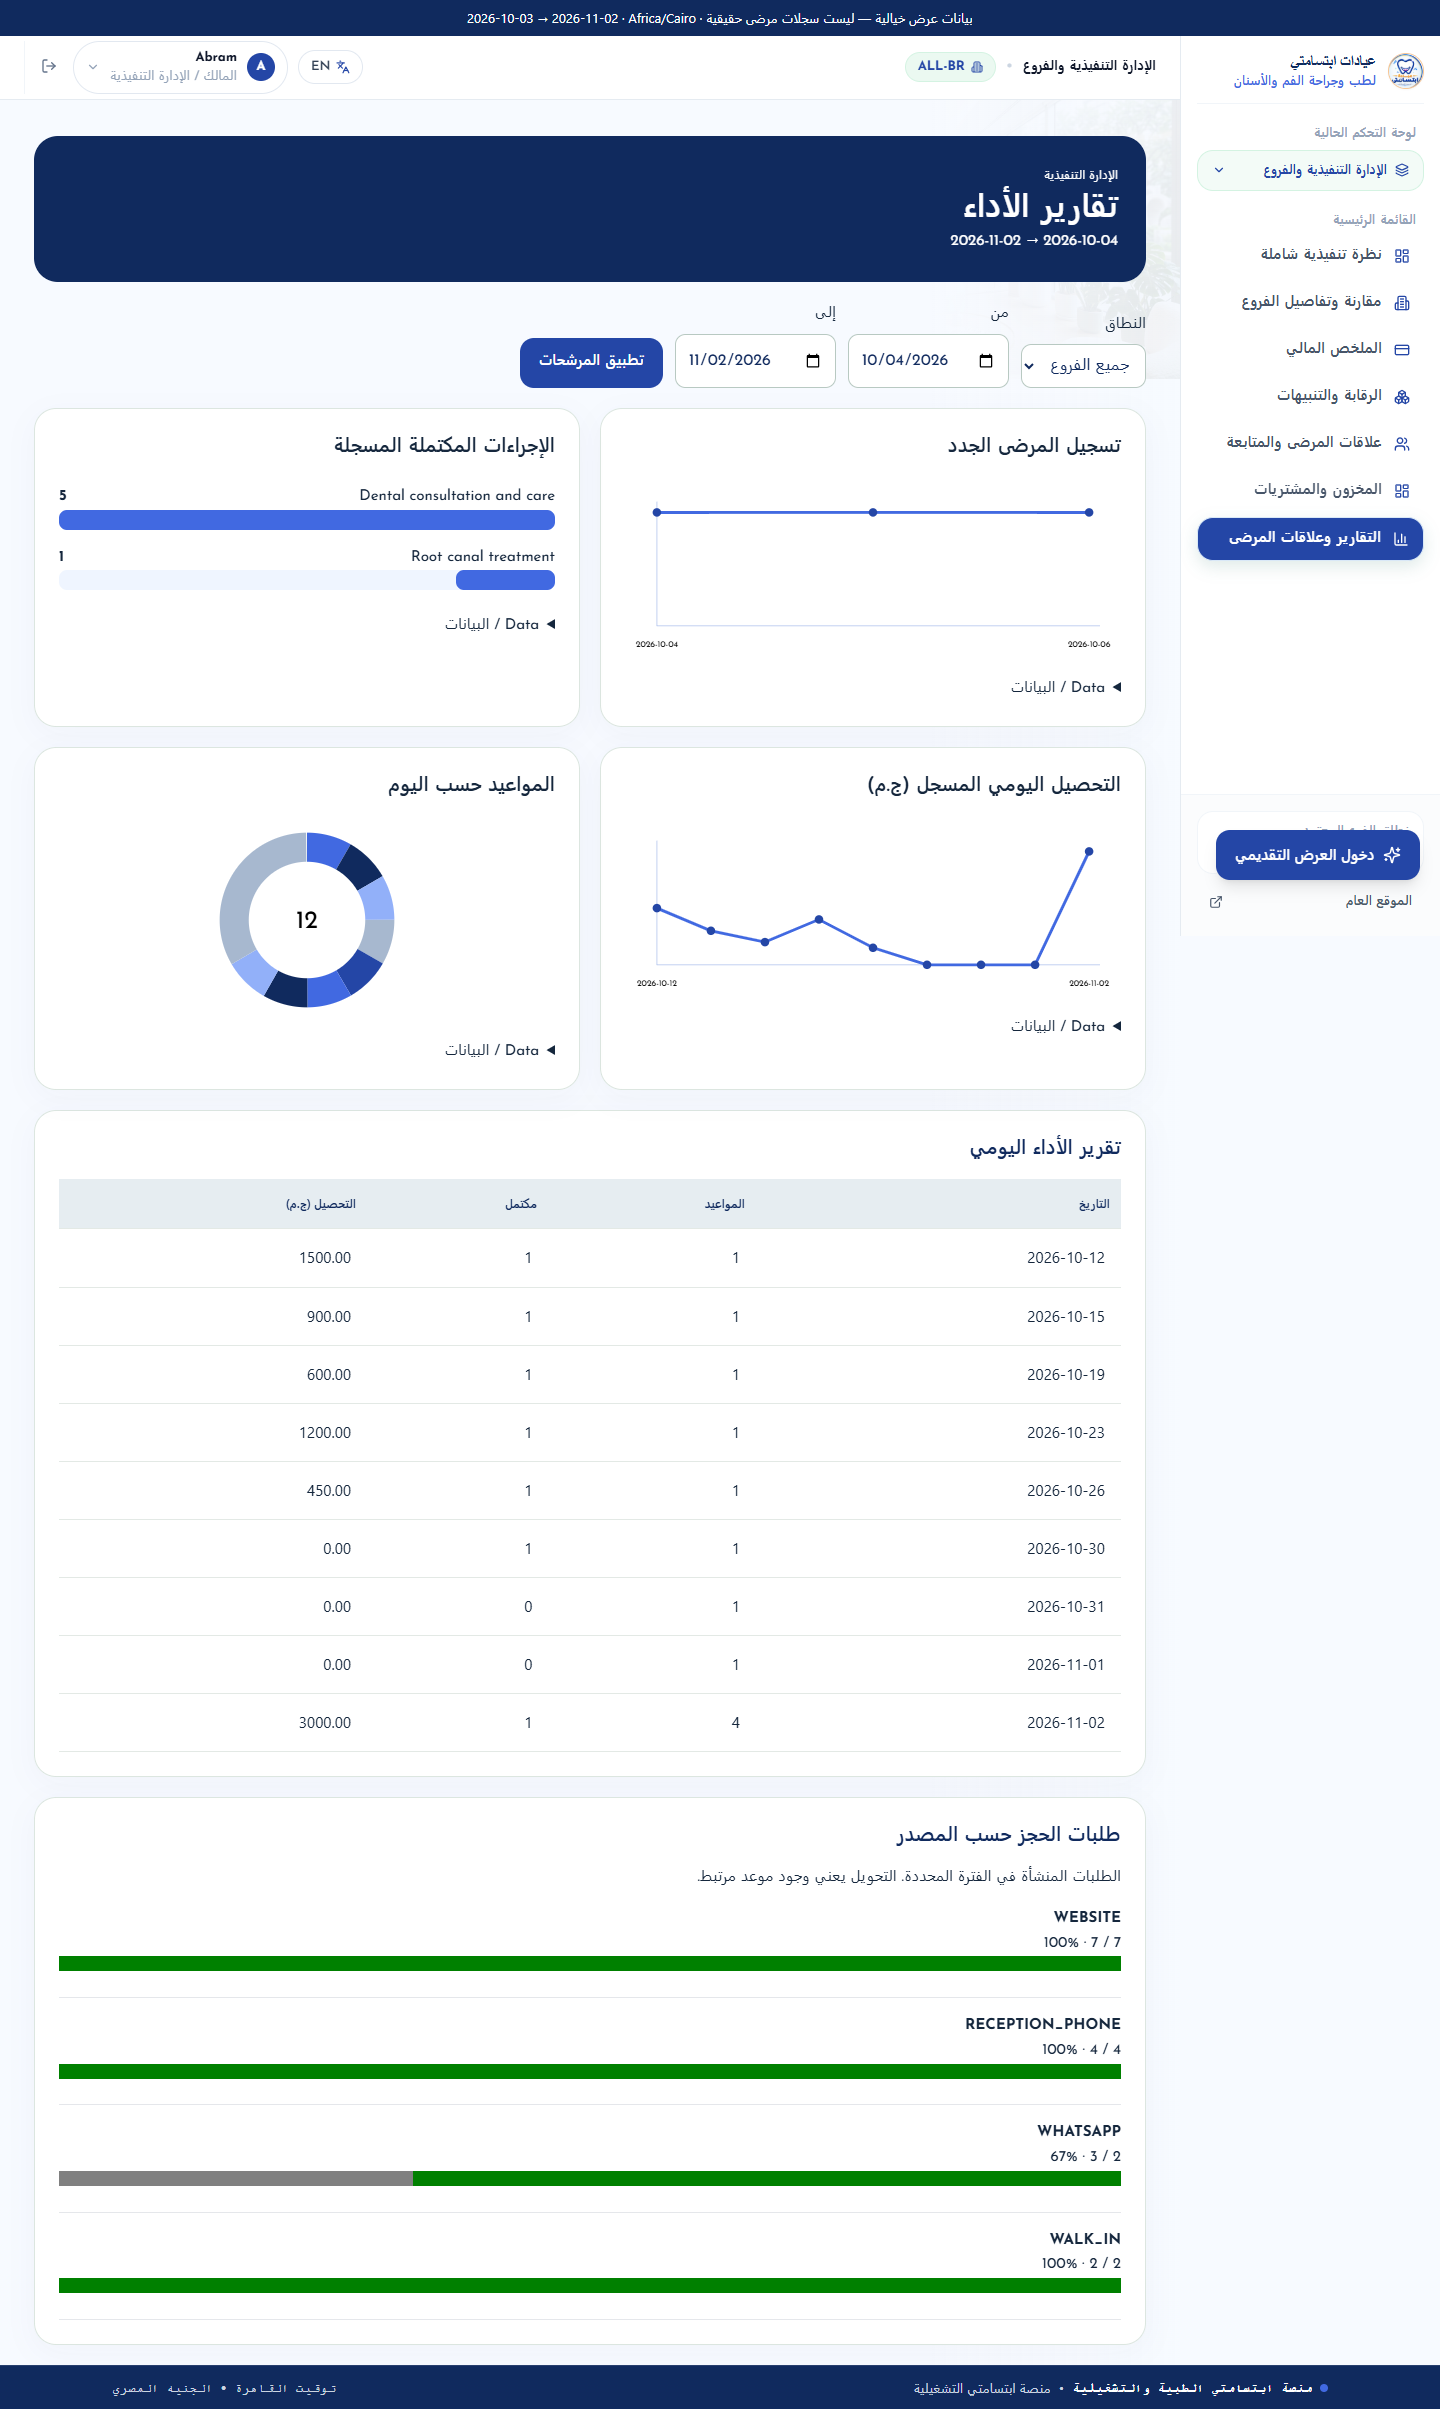 بيانات عرض خيالية — ليست سجلات مرضى حقيقية · 2026-10-03 → 2026-11-02 · Africa/Cairo
عيادات ابتسامتي
لطب وجراحة الفم والأسنان
لوحة التحكم الحالية
الإدارة التنفيذية والفروع
القائمة الرئيسية
نظرة تنفيذية شاملة
مقارنة وتفاصيل الفروع
الملخص المالي
الرقابة والتنبيهات
علاقات المرضى والمتابعة
المخزون والمشتريات
التقارير وعلاقات المرضى
دخول العرض التقديمي
الموقع العام
الإدارة التنفيذية والفروع • ALL-BR
EN
Abram
المالك / الإدارة التنفيذية
A
الإدارة التنفيذية
تقارير الأداء
2026-10-04 → 2026-11-02
النطاق
جميع الفروع
من
10/04/2026
إلى
11/02/2026
تطبيق المرشحات
تسجيل المرضى الجدد
2026-10-04
2026-10-06
Data / البيانات
الإجراءات المكتملة المسجلة
Dental consultation and care 5
Root canal treatment 1
Data / البيانات
التحصيل اليومي المسجل (ج.م)
2026-10-12
2026-11-02
Data / البيانات
المواعيد حسب اليوم
12
Data / البيانات
تقرير الأداء اليومي
التاريخ المواعيد مكتمل التحصيل (ج.م)
2026-10-12 1 1 1500.00
2026-10-15 1 1 900.00
2026-10-19 1 1 600.00
2026-10-23 1 1 1200.00
2026-10-26 1 1 450.00
2026-10-30 1 1 0.00
2026-10-31 1 0 0.00
2026-11-01 1 0 0.00
2026-11-02 4 1 3000.00
طلبات الحجز حسب المصدر
الطلبات المنشأة في الفترة المحددة. التحويل يعني وجود موعد مرتبط.
WEBSITE
7 / 7 · 100%
RECEPTION_PHONE
4 / 4 · 100%
WHATSAPP
2 / 3 · 67%
WALK_IN
2 / 2 · 100%
منصة ابتسامتي الطبية والتشغيلية • منصة ابتسامتي التشغيلية
توقيت القاهرة • الجنيه المصري